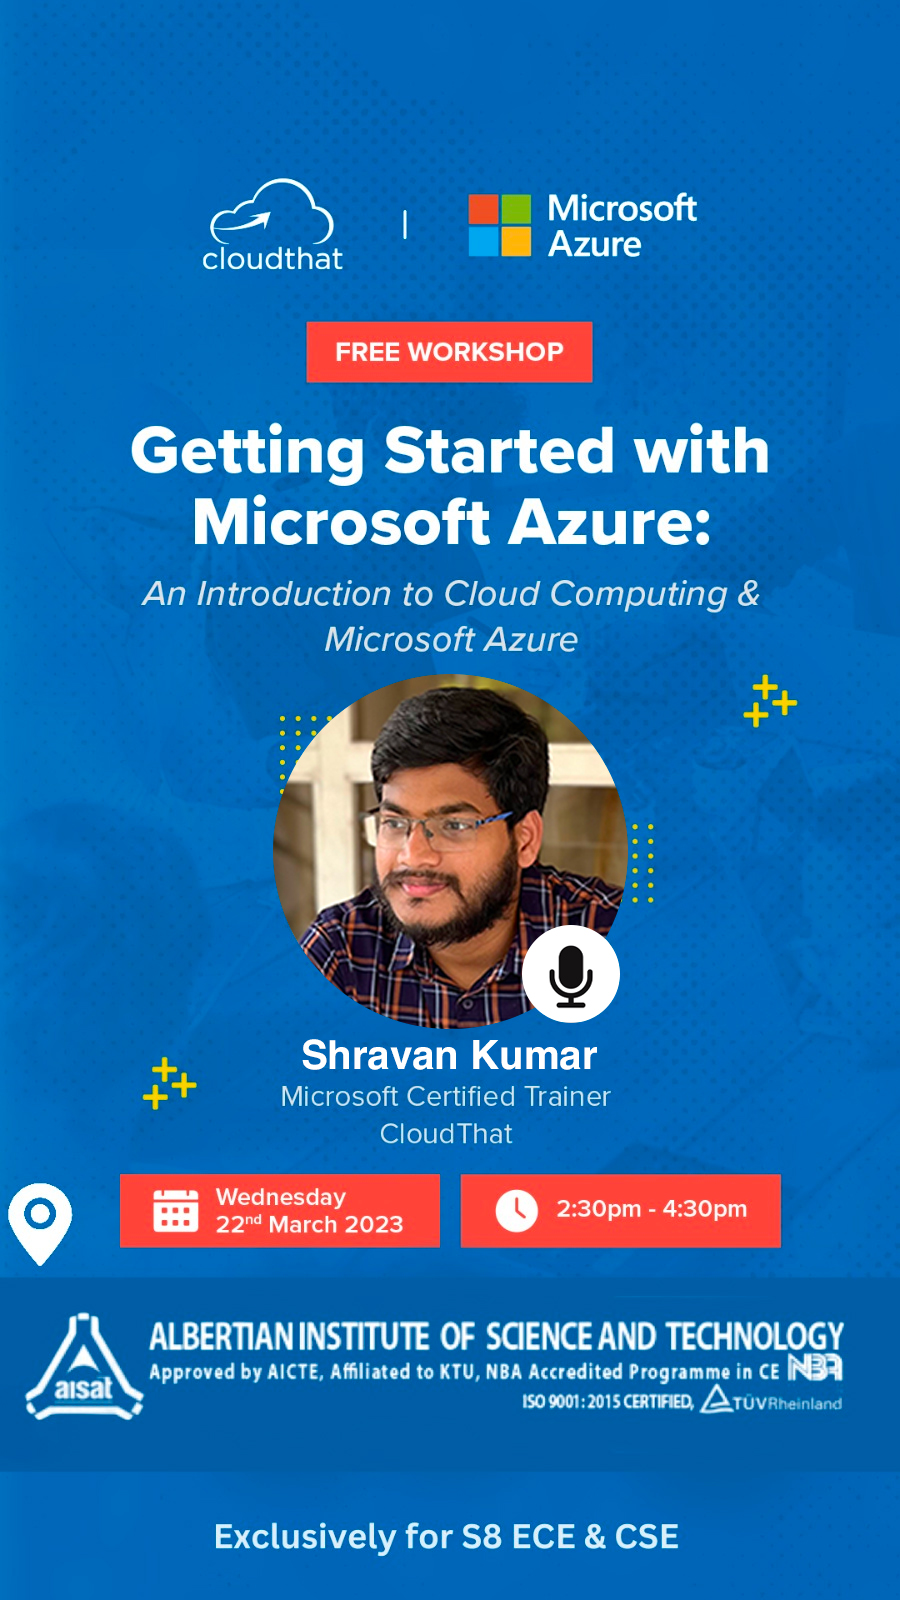 cloudthat
Microsoft
Azure
FREE WORKSHOP
Getting Started with
Microsoft Azure:
An Introduction to Cloud Computing &
Microsoft Azure
Shravan Kumar
Microsoft Certified Trainer
CloudThat
Wednesday
22nd March 2023
2:30pm - 4:30pm
aisat
ALBERTIAN INSTITUTE OF SCIENCE AND TECHNOLOGY
Approved by AICTE, Affiliated to KTU, NBA Accredited Programme in CE NBA
ISO 9001: 2015 CERTIFIED, TÜVRheinland
Exclusively for S8 ECE & CSE